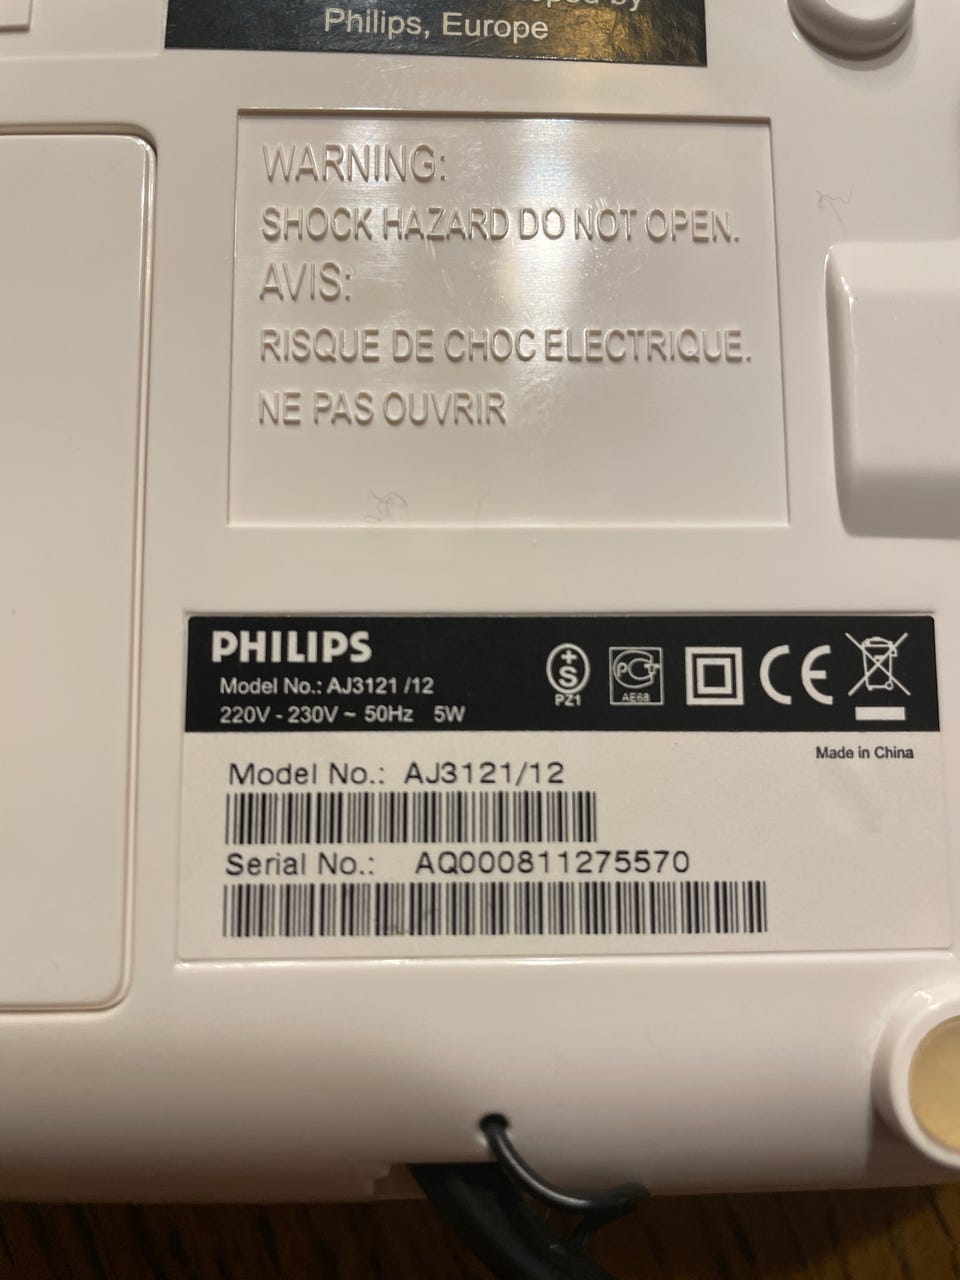 by
Philips, Europe
WARNING:
SHOCK HAZARD DO NOT OPEN.
AVIS:
RISQUE DE CHOC ELECTRIQUE.
NE PAS OUVRIR
PHILIPS
Model No.: AJ3121 /12
220V - 230V ~ 50Hz 5W
+S
PZ1
PCT
AE68
CE
Made in China
Model No.: AJ3121/12
Serial No.: AQ000811275570